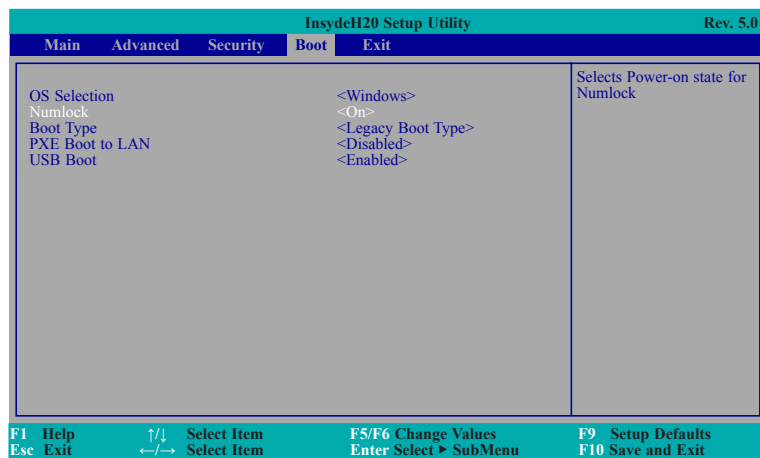 InsydeH20 Setup Utility Rev. 5.0
Main Advanced Security Boot Exit
OS Selection <Windows>
Numlock <On>
Boot Type <Legacy Boot Type>
PXE Boot to LAN <Disabled>
USB Boot <Enabled>
Selects Power-on state for
Numlock
F1 Help ↑/↓ Select Item F5/F6 Change Values F9 Setup Defaults
Esc Exit ←/→ Select Item Enter Select ▶ SubMenu F10 Save and Exit